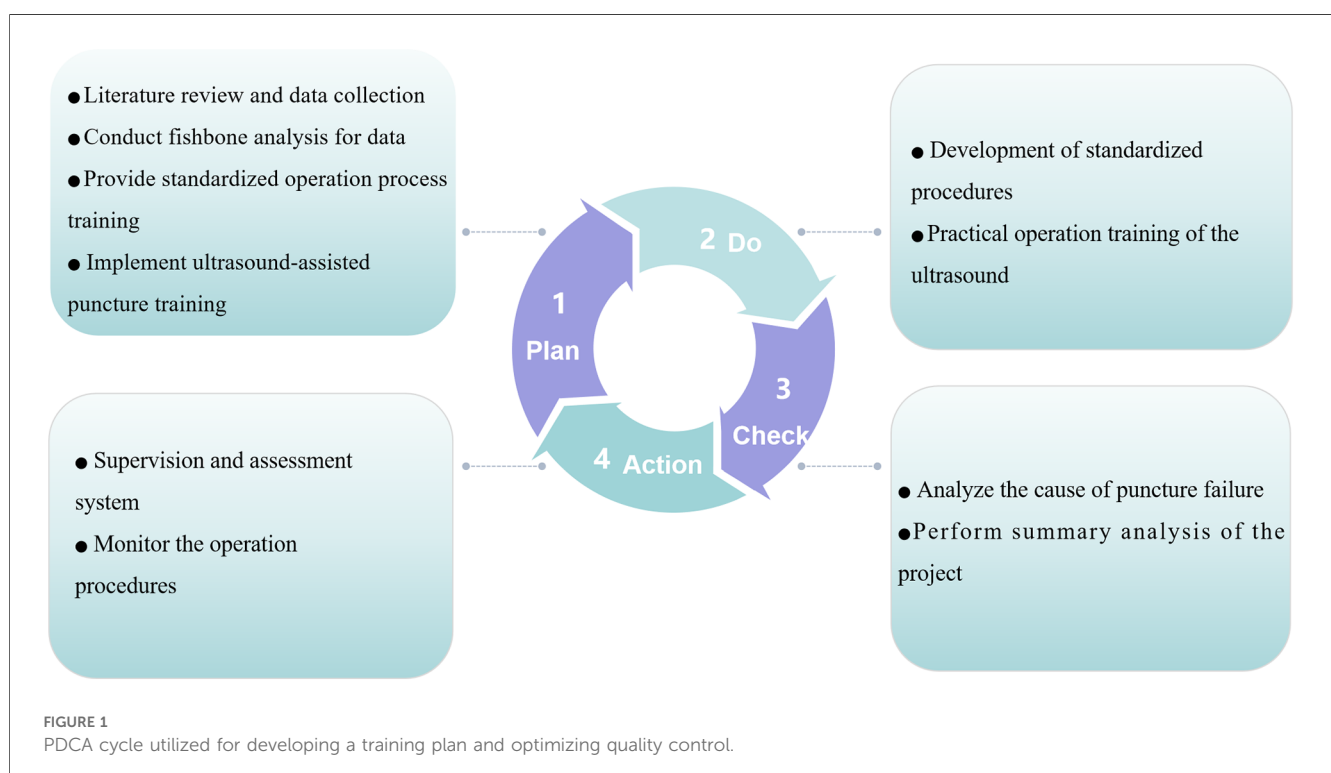 ● Literature review and data collection
● Conduct fishbone analysis for data
● Provide standardized operation process
training
● Implement ultrasound-assisted
puncture training
● Development of standardized
procedures
● Practical operation training of the
ultrasound
1
Plan
2 Do
3
Check
4 Action
● Supervision and assessment
system
● Monitor the operation
procedures
● Analyze the cause of puncture failure
● Perform summary analysis of the
project
FIGURE 1
PDCA cycle utilized for developing a training plan and optimizing quality control.